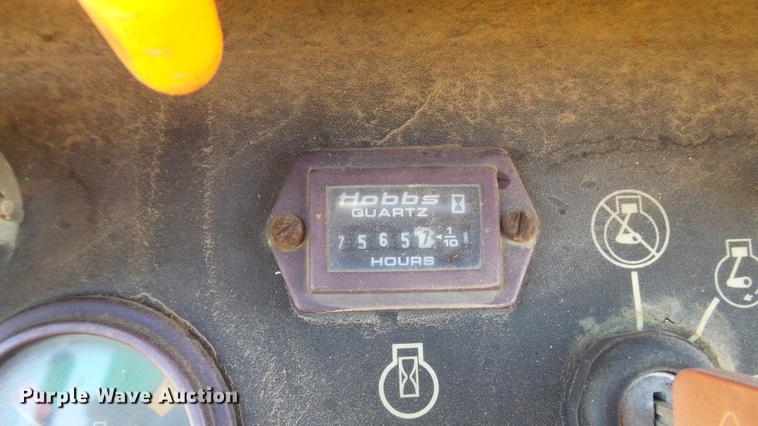 Hobbs
QUARTZ
7 5 6 5 7 1/10
HOURS
Purple Wave Auction